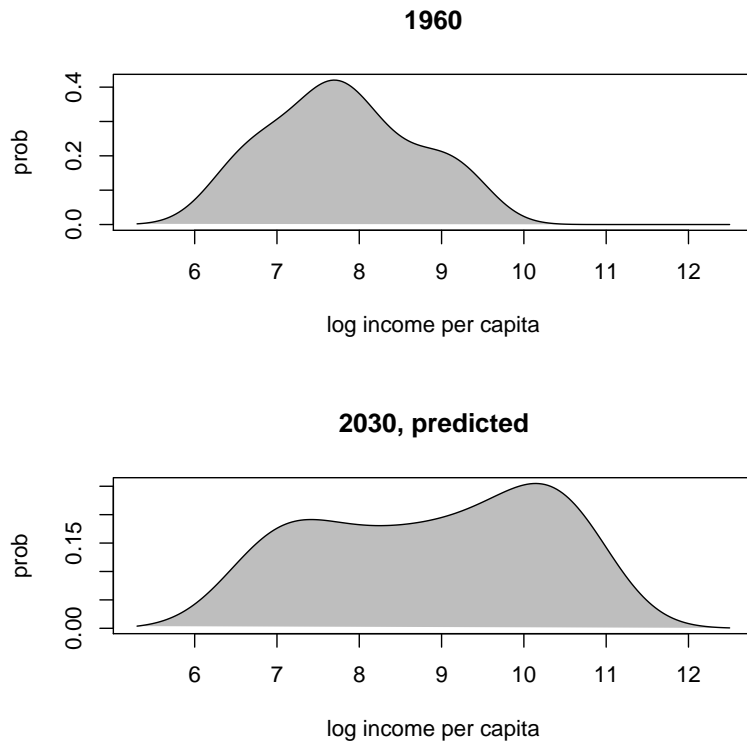 1960
prob
0.0 0.2 0.4
6 7 8 9 10 11 12
log income per capita
2030, predicted
prob
0.00 0.15
6 7 8 9 10 11 12
log income per capita